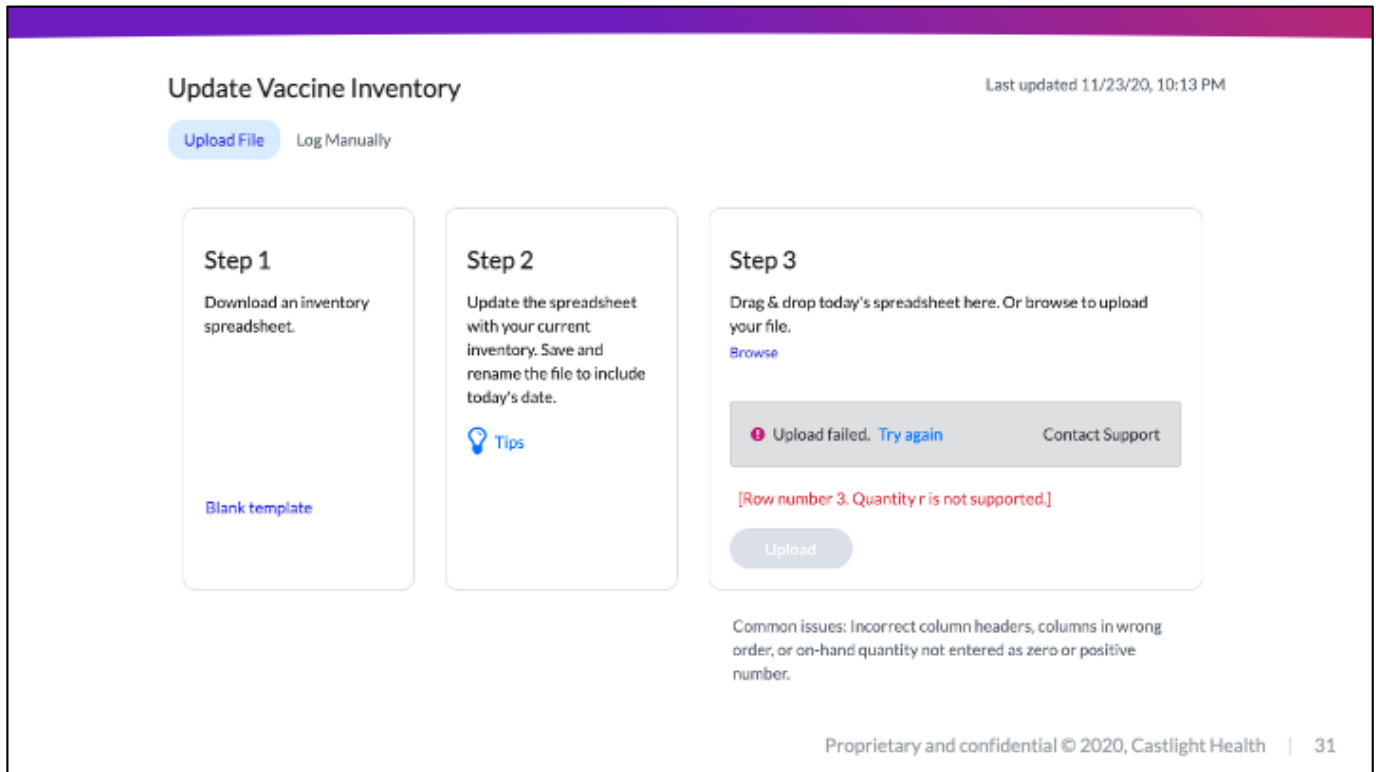 Update Vaccine Inventory
Last updated 11/23/20, 10:13 PM
Upload File
Log Manually
Step 1
Download an inventory
spreadsheet.
Blank template
Step 2
Update the spreadsheet
with your current
inventory. Save and
rename the file to include
today's date.
Tips
Step 3
Drag & drop today's spreadsheet here. Or browse to upload
your file.
Browse
Upload failed. Try again
Contact Support
[Row number 3. Quantity r is not supported.]
Upload
Common issues: Incorrect column headers, columns in wrong
order, or on-hand quantity not entered as zero or positive
number.
Proprietary and confidential © 2020, Castlight Health | 31